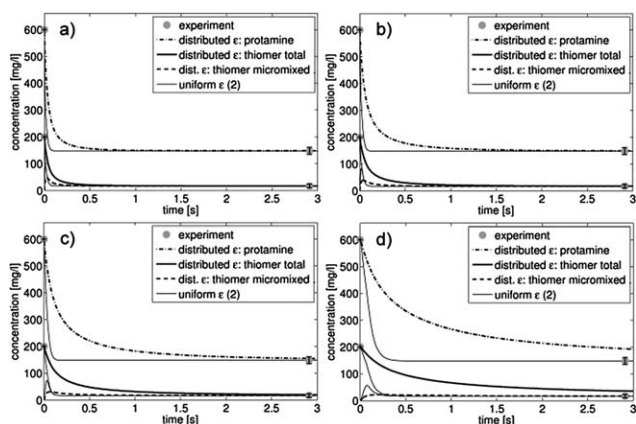 a)
experiment
distributed ε: protamine
distributed ε: thiomer total
dist. ε: thiomer micromixed
uniform ε (2)
concentration [mg/l]
600
500
400
300
200
100
0
0 0.5 1 1.5 2 2.5 3
time [s]
b)
experiment
distributed ε: protamine
distributed ε: thiomer total
dist. ε: thiomer micromixed
uniform ε (2)
concentration [mg/l]
600
500
400
300
200
100
0
0 0.5 1 1.5 2 2.5 3
time [s]
c)
experiment
distributed ε: protamine
distributed ε: thiomer total
dist. ε: thiomer micromixed
uniform ε (2)
concentration [mg/l]
600
500
400
300
200
100
0
0 0.5 1 1.5 2 2.5 3
time [s]
d)
experiment
distributed ε: protamine
distributed ε: thiomer total
dist. ε: thiomer micromixed
uniform ε (2)
concentration [mg/l]
600
500
400
300
200
100
0
0 0.5 1 1.5 2 2.5 3
time [s]